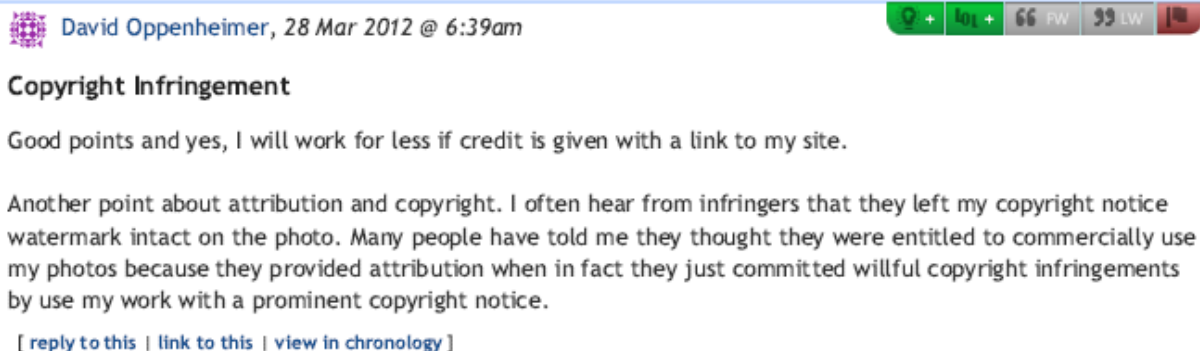 David Oppenheimer, 28 Mar 2012 @ 6:39am
+ LOL + FW LW
Copyright Infringement
Good points and yes, I will work for less if credit is given with a link to my site.
Another point about attribution and copyright. I often hear from infringers that they left my copyright notice
watermark intact on the photo. Many people have told me they thought they were entitled to commercially use
my photos because they provided attribution when in fact they just committed willful copyright infringements
by use my work with a prominent copyright notice.
[ reply to this | link to this | view in chronology ]